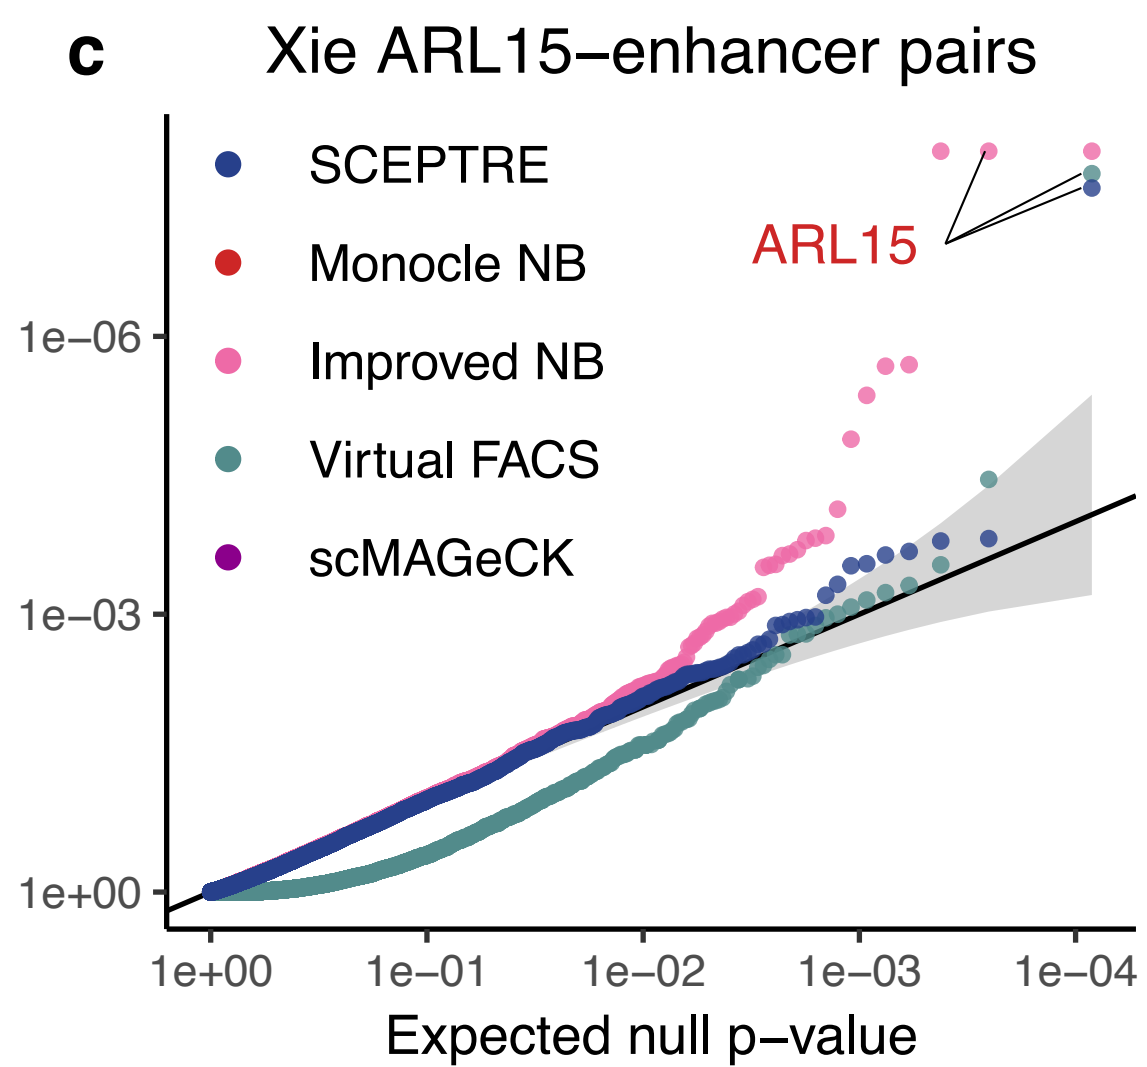 c
Xie ARL15−enhancer pairs
SCEPTRE
Monocle NB
Improved NB
Virtual FACS
scMAGeCK
ARL15
1e−06
1e−03
1e+00
1e+00 1e−01 1e−02 1e−03 1e−04
Expected null p−value